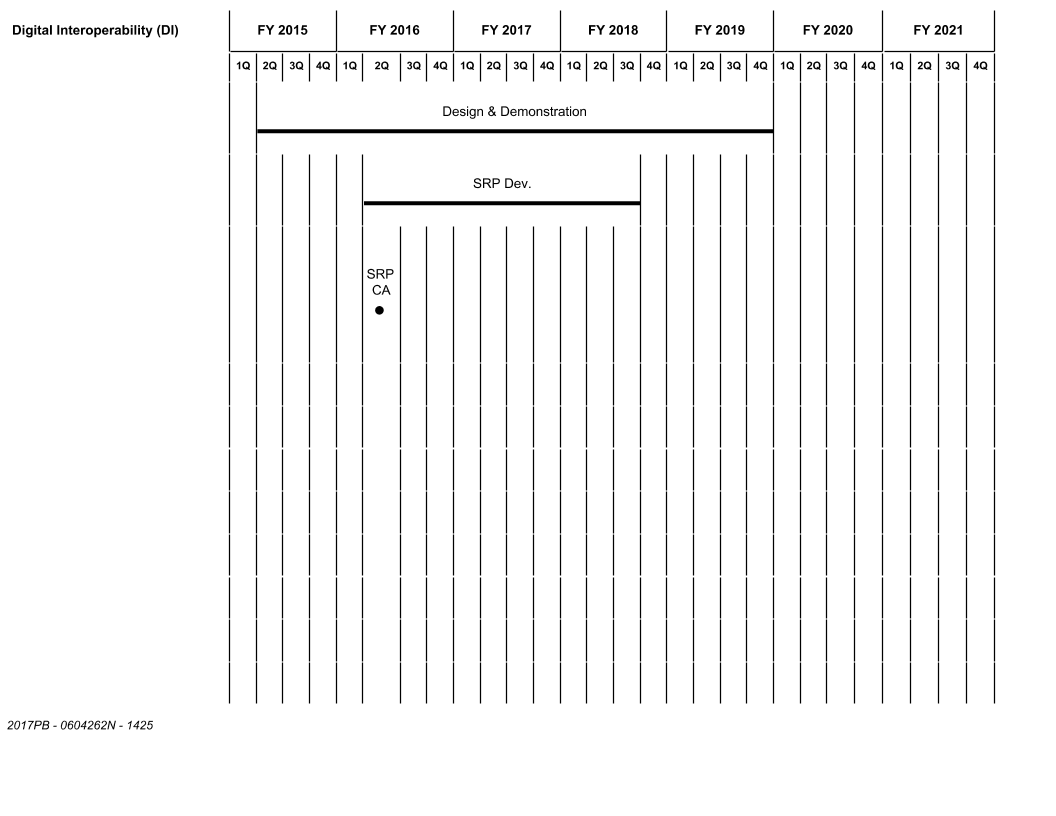 Digital Interoperability (DI) FY 2015 FY 2016 FY 2017 FY 2018 FY 2019 FY 2020 FY 2021
1Q 2Q 3Q 4Q 1Q 2Q 3Q 4Q 1Q 2Q 3Q 4Q 1Q 2Q 3Q 4Q 1Q 2Q 3Q 4Q 1Q 2Q 3Q 4Q 1Q 2Q 3Q 4Q
Design & Demonstration
SRP Dev.
SRP
CA
2017PB - 0604262N - 1425